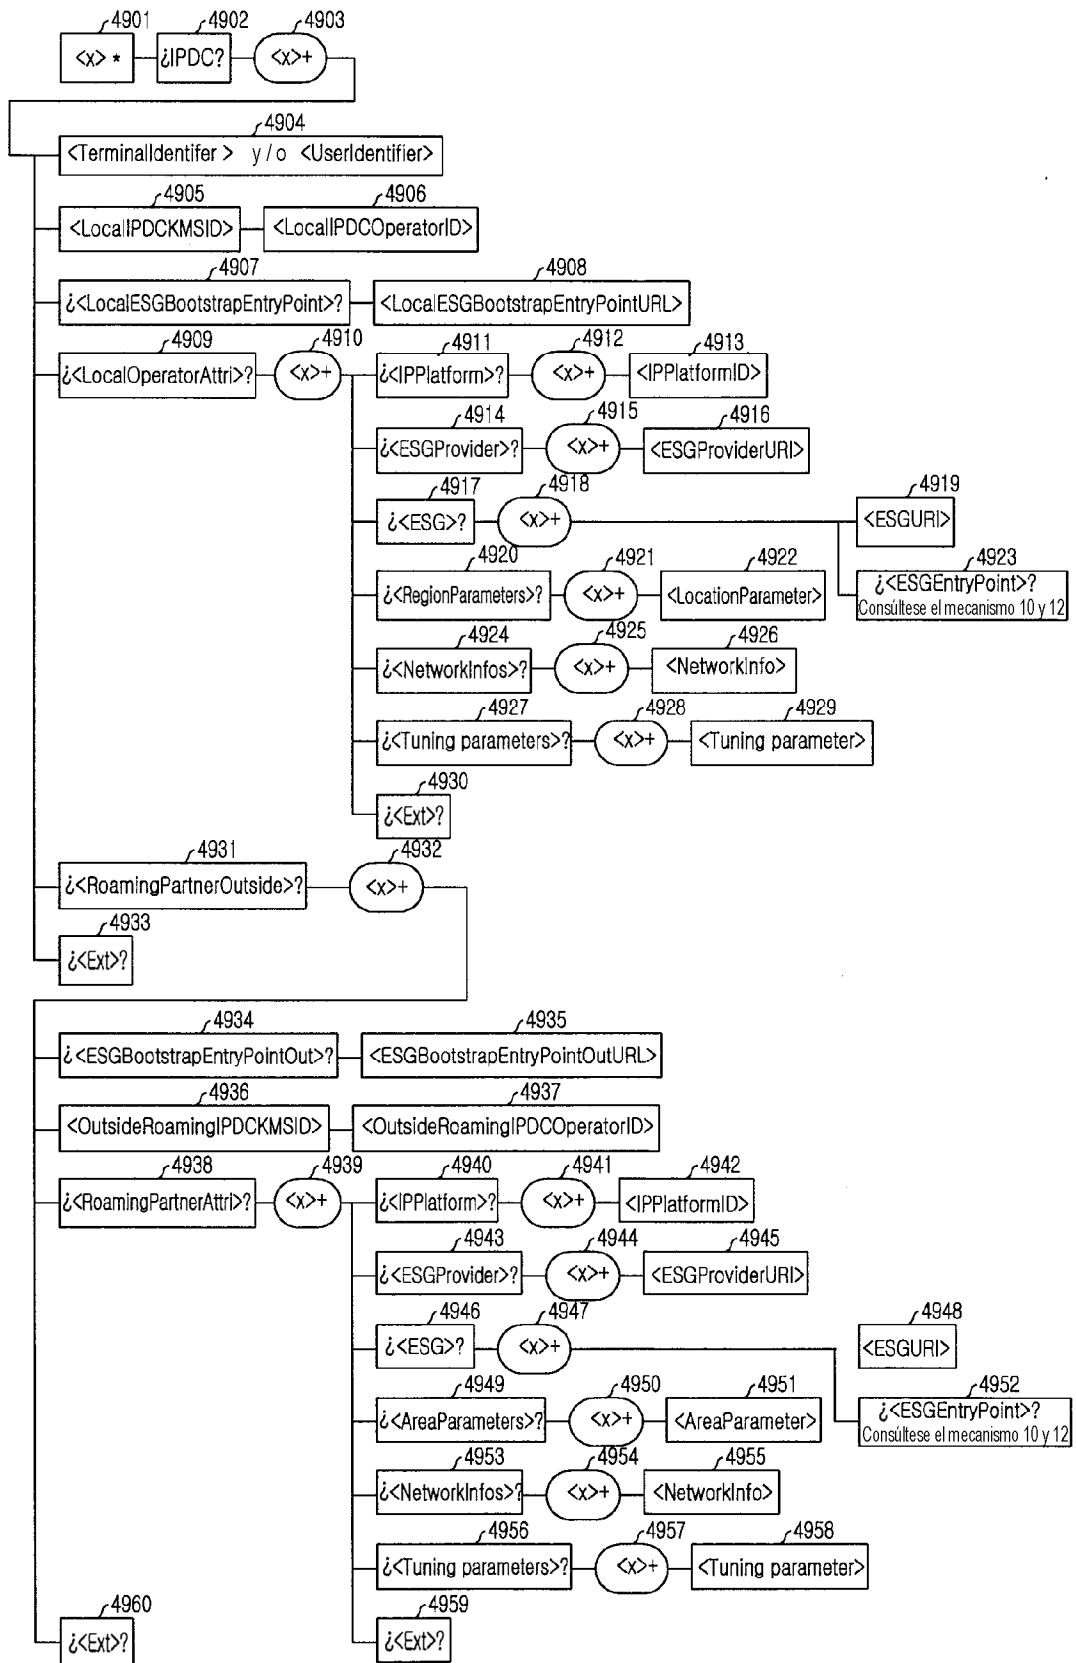 4901 4902 4903
<x> * ¿IPDC? <x>+
4904
<TerminalIdentifer > y / o <UserIdentifier>
4905 4906
<LocalIPDCKMSID> <LocalIPDCOperatorID>
4907 4908
¿<LocalESGBootstrapEntryPoint>? <LocalESGBootstrapEntryPointURL>
4909 4910 4911 4912 4913
¿<LocalOperatorAttri>? <x>+ ¿<IPPlatform>? <x>+ <IPPlatformID>
4914 4915 4916
¿<ESGProvider>? <x>+ <ESGProviderURI>
4917 4918 4919
¿<ESG>? <x>+ <ESGURI>
4920 4921 4922 4923
¿<RegionParameters>? <x>+ <LocationParameter> ¿<ESGEntryPoint>?
Consúltese el mecanismo 10 y 12
4924 4925 4926
¿<NetworkInfos>? <x>+ <NetworkInfo>
4927 4928 4929
¿<Tuning parameters>? <x>+ <Tuning parameter>
4930
¿<Ext>?
4931 4932
¿<RoamingPartnerOutside>? <x>+
4933
¿<Ext>?
4934 4935
¿<ESGBootstrapEntryPointOut>? <ESGBootstrapEntryPointOutURL>
4936 4937
<OutsideRoamingIPDCKMSID> <OutsideRoamingIPDCOperatorID>
4938 4939 4940 4941 4942
¿<RoamingPartnerAttri>? <x>+ ¿<IPPlatform>? <x>+ <IPPlatformID>
4943 4944 4945
¿<ESGProvider>? <x>+ <ESGProviderURI>
4946 4947 4948
¿<ESG>? <x>+ <ESGURI>
4949 4950 4951 4952
¿<AreaParameters>? <x>+ <AreaParameter> ¿<ESGEntryPoint>?
Consúltese el mecanismo 10 y 12
4953 4954 4955
¿<NetworkInfos>? <x>+ <NetworkInfo>
4956 4957 4958
¿<Tuning parameters>? <x>+ <Tuning parameter>
4960 4959
¿<Ext>? ¿<Ext>?